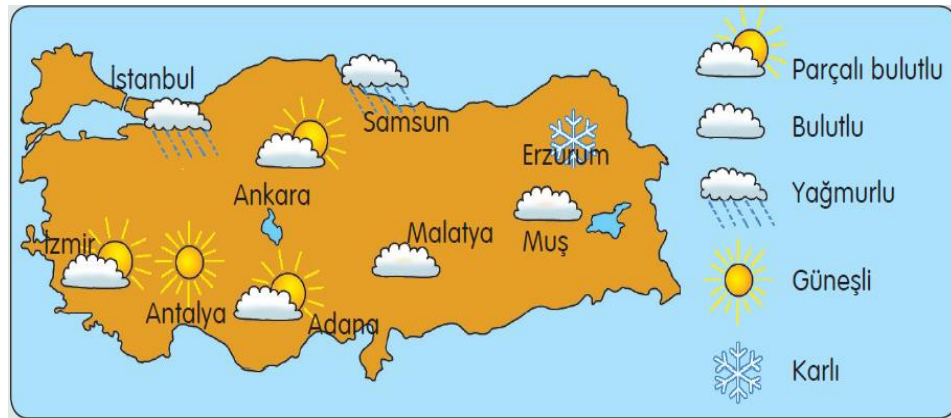 İstanbul
Samsun
Erzurum
Ankara
Malatya
Muş
İzmir
Antalya
Adana
Parçalı bulutlu
Bulutlu
Yağmurlu
Güneşli
Karlı